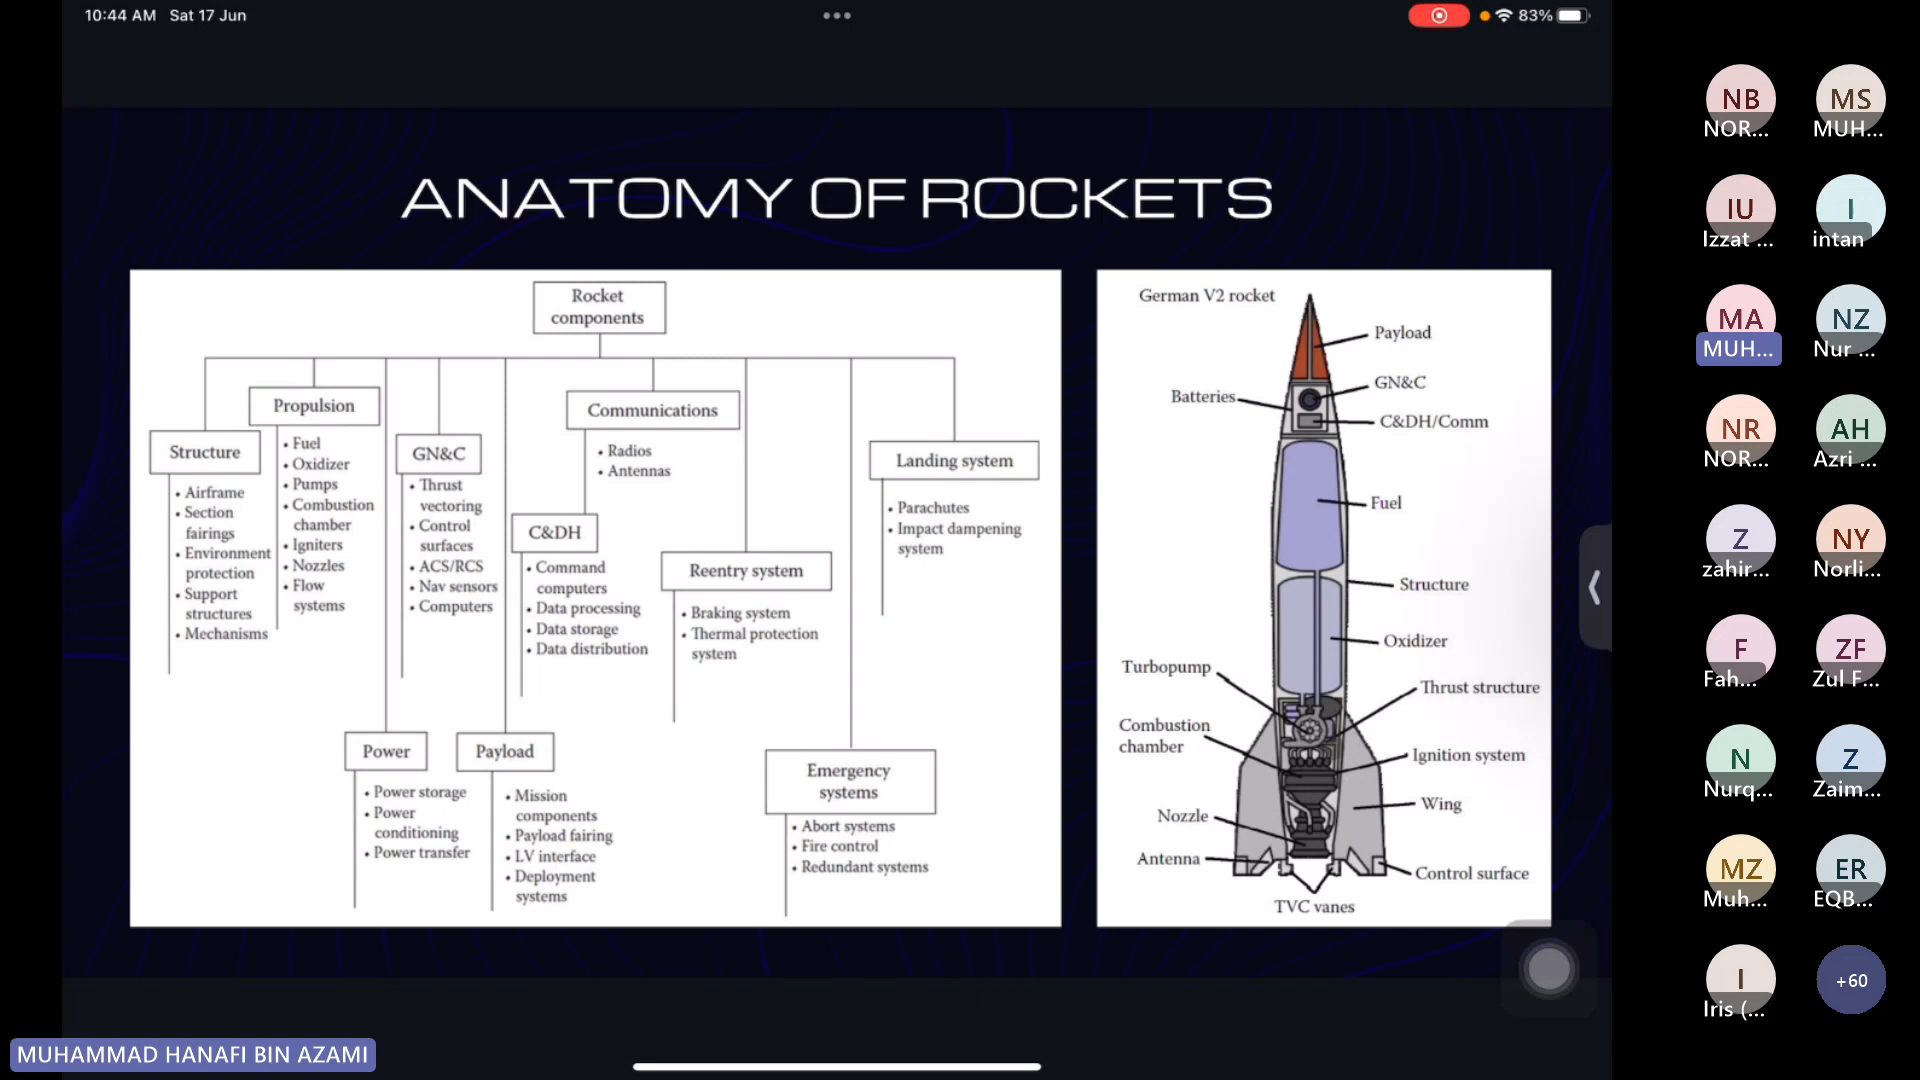 10:44 AM Sat 17 Jun
83%
ANATOMY OF ROCKETS
Rocket
components
Structure
• Airframe
• Section
fairings
• Environment
protection
• Support
structures
• Mechanisms
Propulsion
• Fuel
• Oxidizer
• Pumps
• Combustion
chamber
• Igniters
• Nozzles
• Flow
systems
GN&C
• Thrust
vectoring
• Control
surfaces
• ACS/RCS
• Nav sensors
• Computers
Communications
• Radios
• Antennas
C&DH
• Command
computers
• Data processing
• Data storage
• Data distribution
Reentry system
• Braking system
• Thermal protection
system
Landing system
• Parachutes
• Impact dampening
system
Power
• Power storage
• Power
conditioning
• Power transfer
Payload
• Mission
components
• Payload fairing
• LV interface
• Deployment
systems
Emergency
systems
• Abort systems
• Fire control
• Redundant systems
German V2 rocket
Payload
GN&C
Batteries
C&DH/Comm
Fuel
Structure
Oxidizer
Turbopump
Thrust structure
Combustion
chamber
Ignition system
Wing
Nozzle
Antenna
Control surface
TVC vanes
NB
NOR...
MS
MUH...
IU
Izzat ...
I
intan
MA
MUH...
NZ
Nur ...
NR
NOR...
AH
Azri ...
Z
zahir...
NY
Norli...
F
Fah...
ZF
Zul F...
N
Nurq...
Z
Zaim...
MZ
Muh...
ER
EQB...
I
Iris (...
+60
MUHAMMAD HANAFI BIN AZAMI